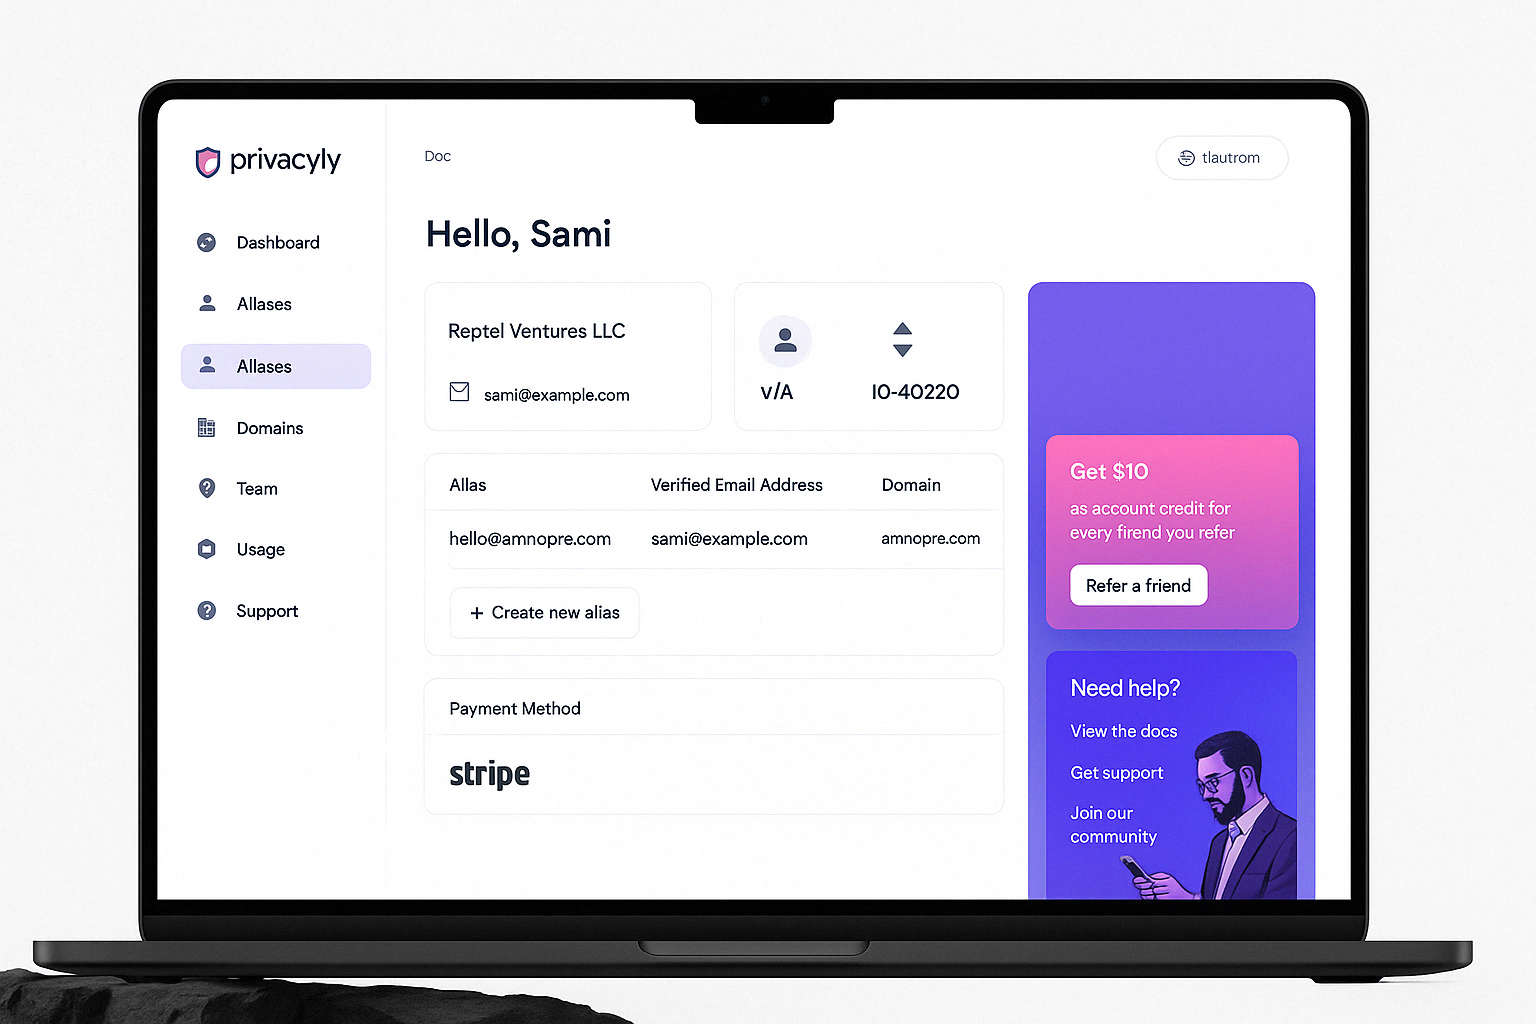 privacyly
Dashboard
Allases
Allases
Domains
Team
Usage
Support
Doc
tlautrom
Hello, Sami
Reptel Ventures LLC
sami@example.com
v/A
IO-40220
Allas Verified Email Address Domain
hello@amnopre.com sami@example.com amnopre.com
+ Create new alias
Payment Method
stripe
Get $10
as account credit for
every firend you refer
Refer a friend
Need help?
View the docs
Get support
Join our
community